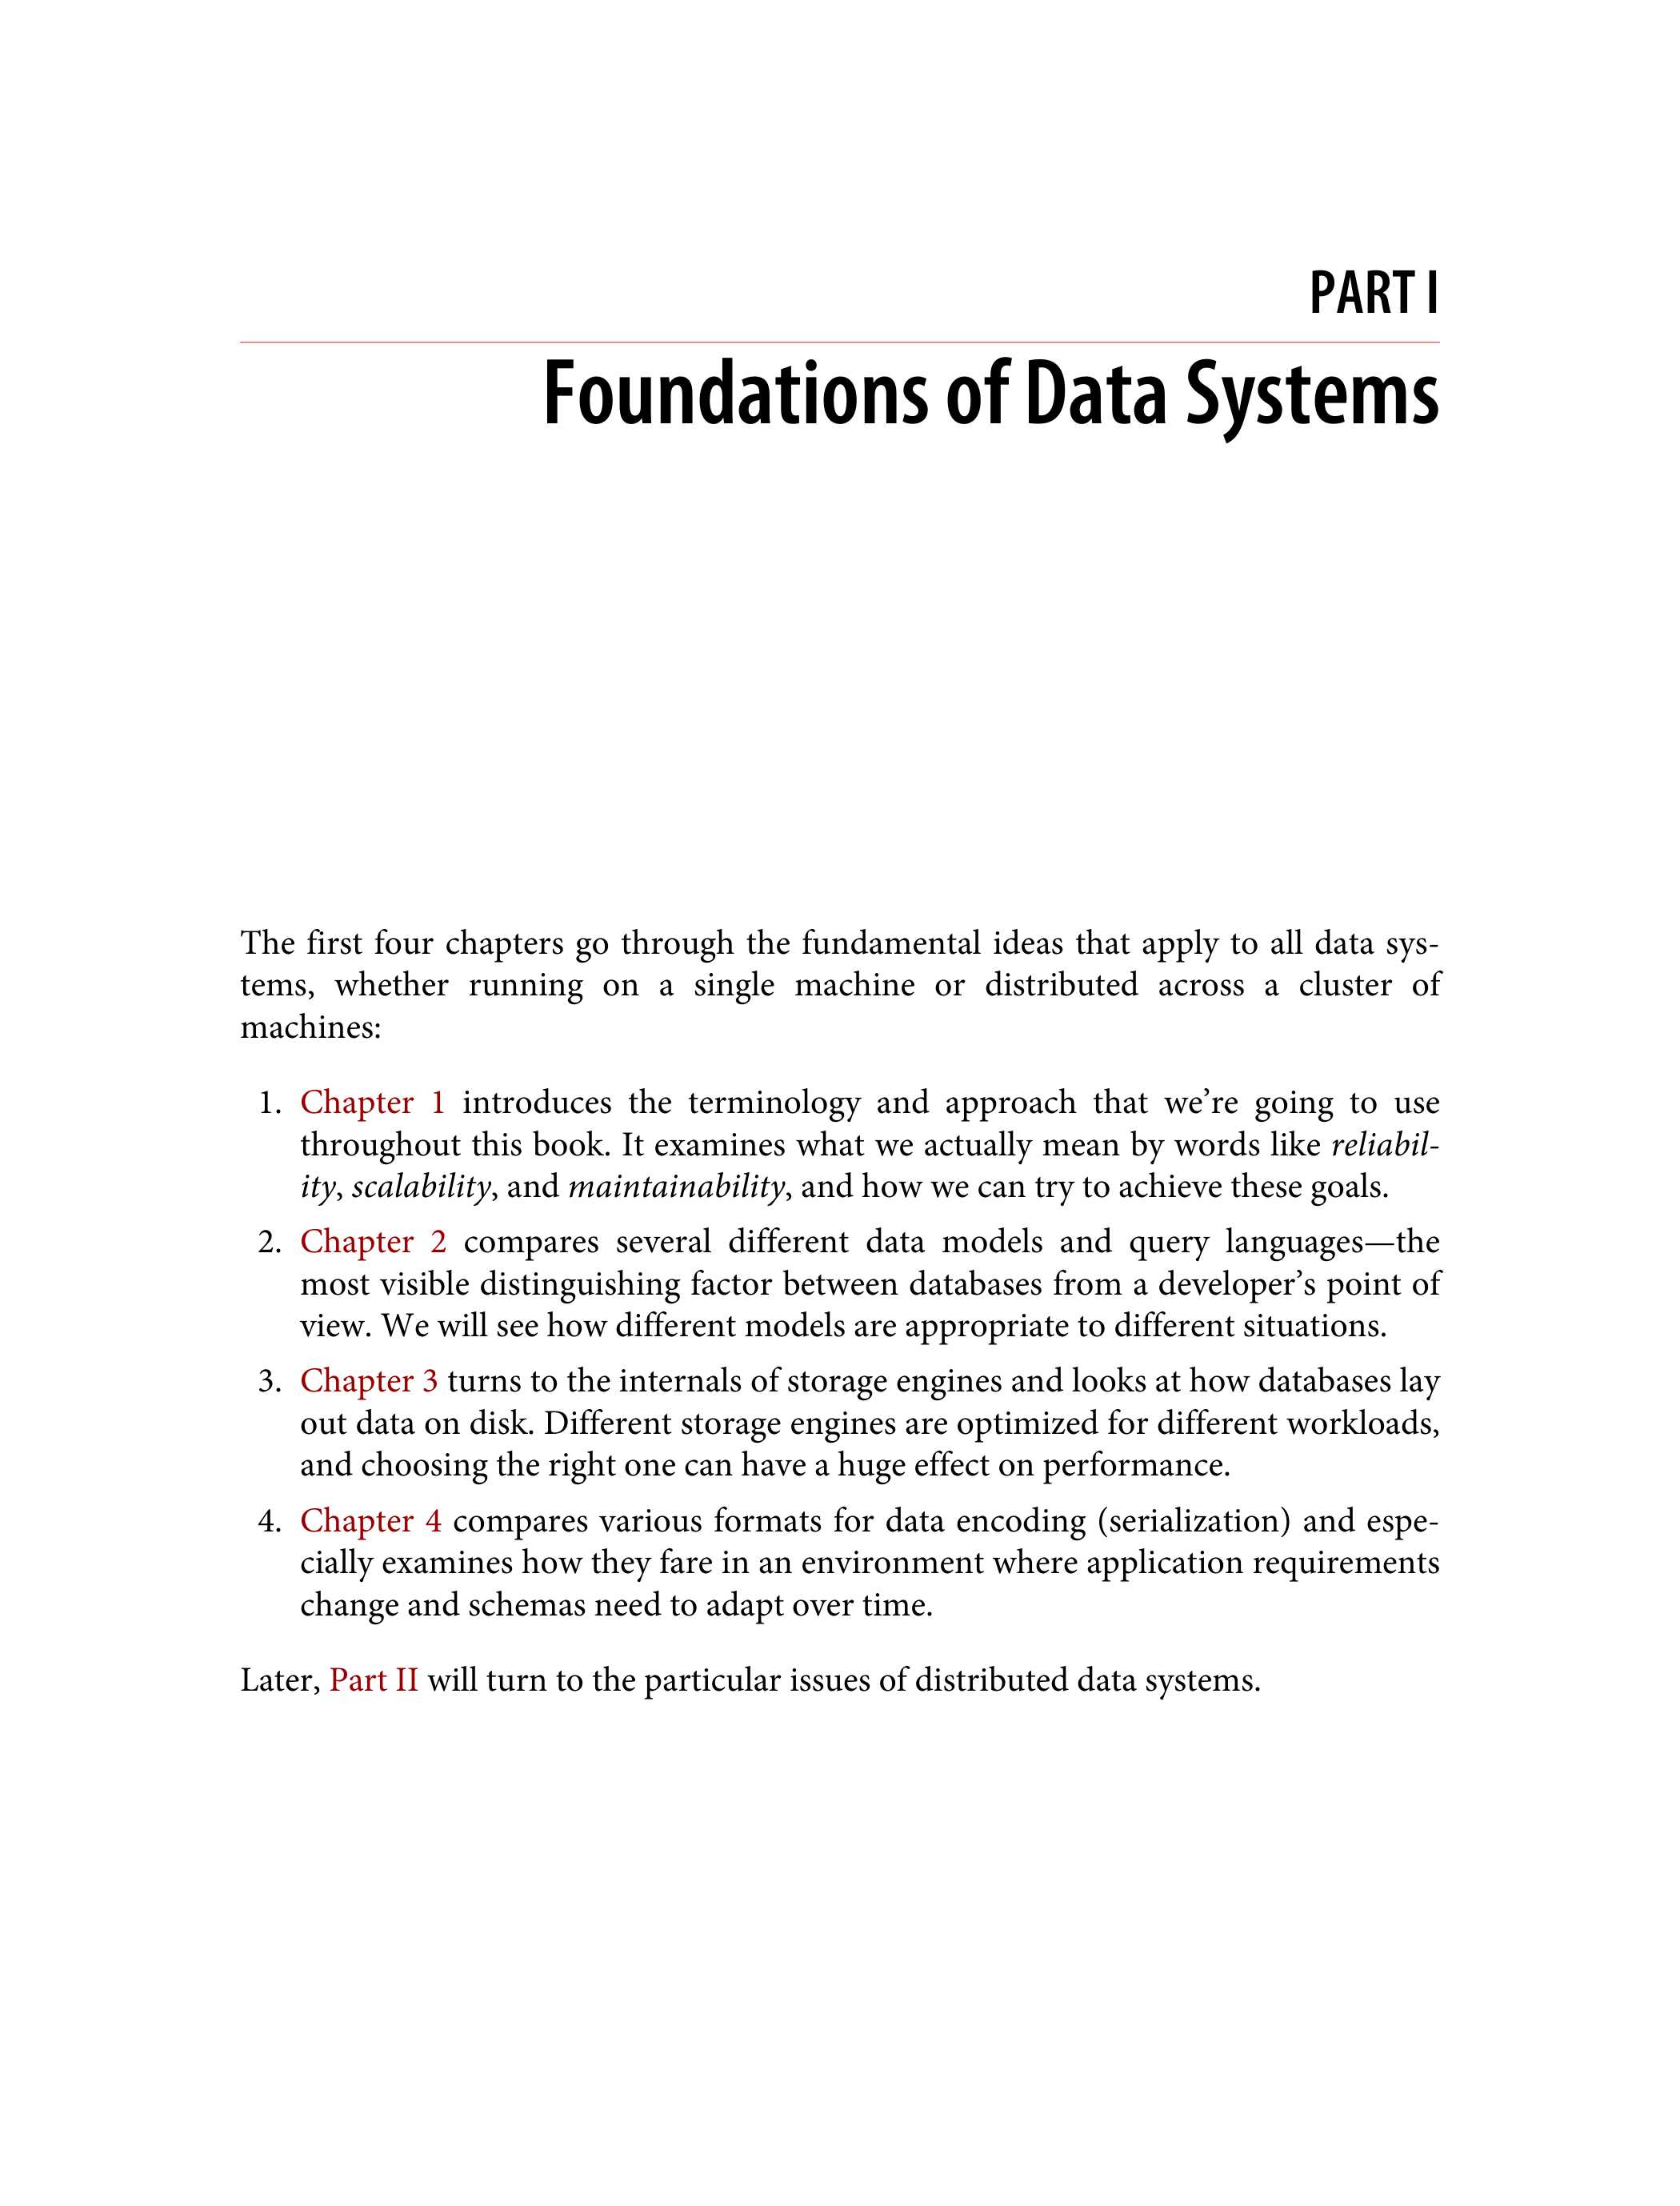 PART I
Foundations of Data Systems
The first four chapters go through the fundamental ideas that apply to all data sys-
tems, whether running on a single machine or distributed across a cluster of
machines:
1. Chapter 1 introduces the terminology and approach that we’re going to use
throughout this book. It examines what we actually mean by words like reliabil-
ity, scalability, and maintainability, and how we can try to achieve these goals.
2. Chapter 2 compares several different data models and query languages—the
most visible distinguishing factor between databases from a developer’s point of
view. We will see how different models are appropriate to different situations.
3. Chapter 3 turns to the internals of storage engines and looks at how databases lay
out data on disk. Different storage engines are optimized for different workloads,
and choosing the right one can have a huge effect on performance.
4. Chapter 4 compares various formats for data encoding (serialization) and espe-
cially examines how they fare in an environment where application requirements
change and schemas need to adapt over time.
Later, Part II will turn to the particular issues of distributed data systems.